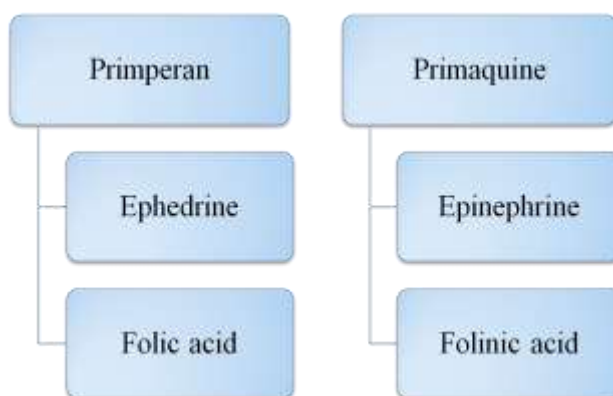 Primperan
Primaquine
Ephedrine
Epinephrine
Folic acid
Folinic acid